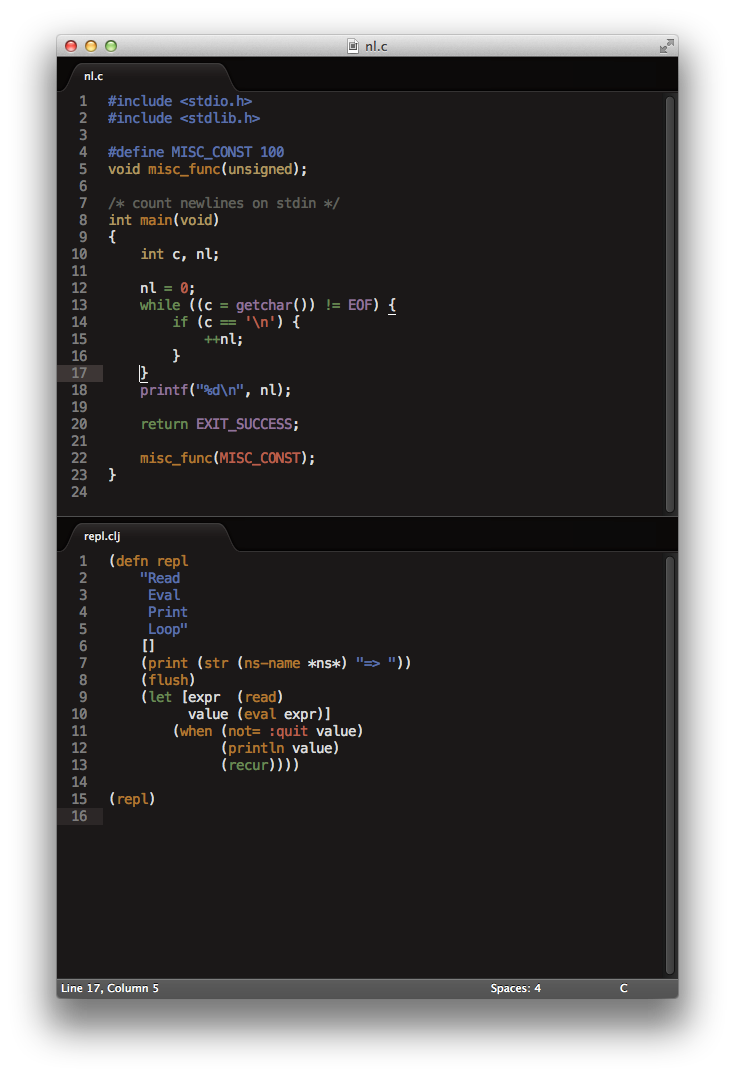 nl.c
nl.c
1 #include <stdio.h>
2 #include <stdlib.h>
3
4 #define MISC_CONST 100
5 void misc_func(unsigned);
6
7 /* count newlines on stdin */
8 int main(void)
9 {
10     int c, nl;
11
12     nl = 0;
13     while ((c = getchar()) != EOF) {
14         if (c == '\n') {
15             ++nl;
16         }
17     }
18     printf("%d\n", nl);
19
20     return EXIT_SUCCESS;
21
22     misc_func(MISC_CONST);
23 }
24
repl.clj
1 (defn repl
2     "Read
3      Eval
4      Print
5      Loop"
6     []
7     (print (str (ns-name *ns*) "=> "))
8     (flush)
9     (let [expr  (read)
10           value (eval expr)]
11         (when (not= :quit value)
12               (println value)
13               (recur))))
14
15 (repl)
16
Line 17, Column 5 Spaces: 4 C